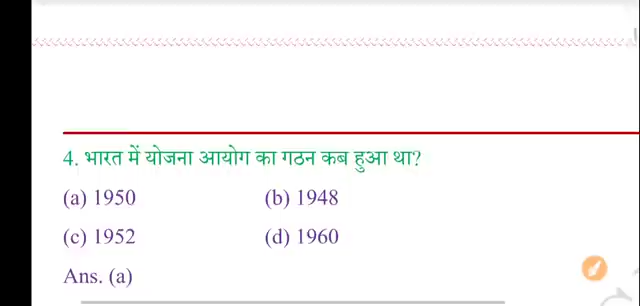 4. भारत में योजना आयोग का गठन कब हुआ था?
(a) 1950 (b) 1948
(c) 1952 (d) 1960
Ans. (a)